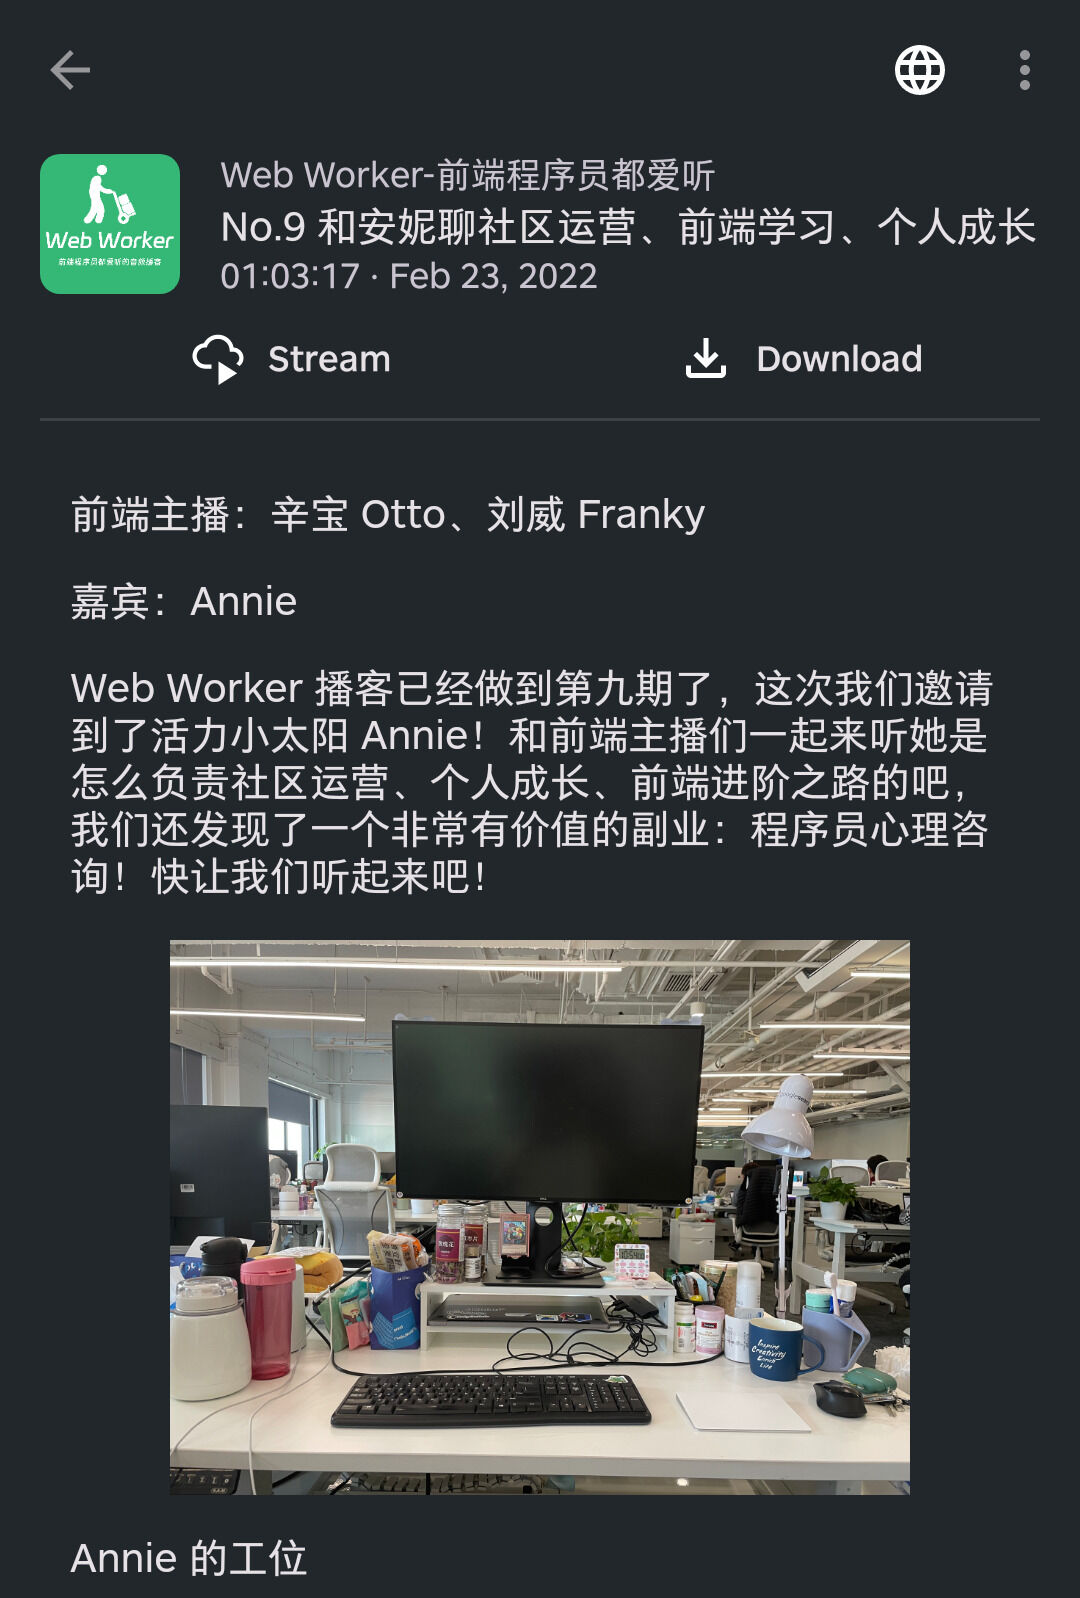 Web Worker-前端程序员都爱听
No.9 和安妮聊社区运营、前端学习、个人成长
01:03:17 · Feb 23, 2022
Web Worker
前端程序员都爱听的音频播客
Stream
Download
前端主播：辛宝 Otto、刘威 Franky
嘉宾：Annie
Web Worker 播客已经做到第九期了，这次我们邀请
到了活力小太阳 Annie！和前端主播们一起来听她是
怎么负责社区运营、个人成长、前端进阶之路的吧，
我们还发现了一个非常有价值的副业：程序员心理咨
询！快让我们听起来吧！
DELL
玫瑰花
Inspire
Creativity
Enrich
Life
Annie 的工位